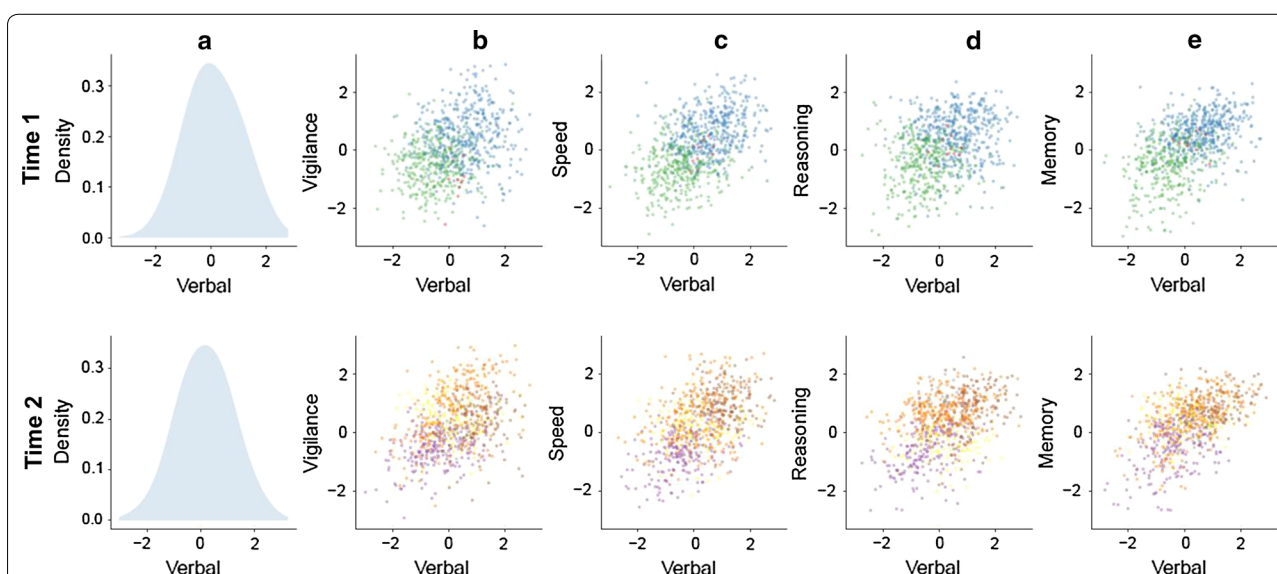 a b c d e
Time 1
Density
0.3
0.2
0.1
0.0
−2 0 2
Verbal
Vigilance
2
0
−2
−2 0 2
Verbal
Speed
2
0
−2
−2 0 2
Verbal
Reasoning
2
0
−2
−2 0 2
Verbal
Memory
2
0
−2
−2 0 2
Verbal
Time 2
Density
0.3
0.2
0.1
0.0
−2 0 2
Verbal
Vigilance
2
0
−2
−2 0 2
Verbal
Speed
2
0
−2
−2 0 2
Verbal
Reasoning
2
0
−2
−2 0 2
Verbal
Memory
2
0
−2
−2 0 2
Verbal